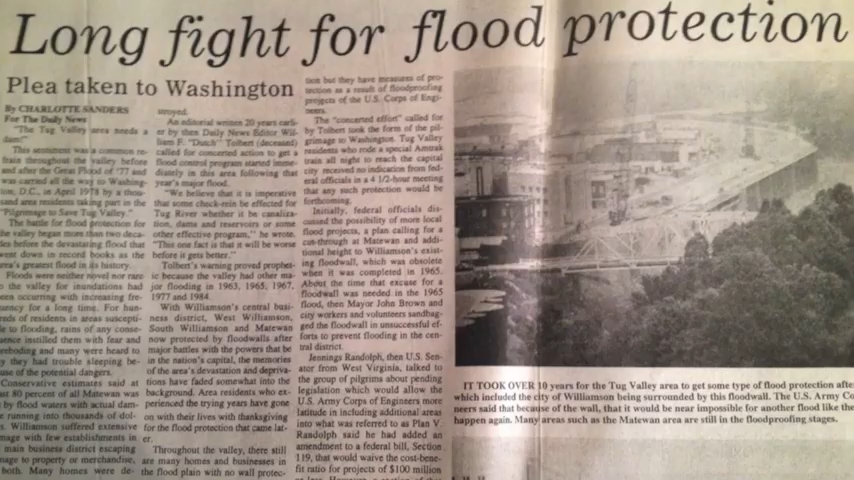 Long fight for flood protection
Plea taken to Washington
By CHARLOTTE SANDERS
For The Daily News
"The Tug Valley area needs a
dam!"
This sentiment was a common re-
frain throughout the valley before
and after the Great Flood of '77 and
was carried all the way to Washing-
ton, D.C., in April 1978 by a thou-
sand area residents taking part in the
"Pilgrimage to Save Tug Valley."
The battle for flood protection for
the valley began more than two deca-
des before the devastating flood that
went down in record books as the
area's greatest flood in its history.
Floods were neither novel nor rare
the valley for inundations had
een occurring with increasing fre-
uency for a long time. For hun-
reds of residents in areas suscepti-
le to flooding, rains of any conse-
uence instilled them with fear and
reboding and many were heard to
y they had trouble sleeping be-
use of the potential dangers.
Conservative estimates said at
st 80 percent of all Matewan was
by flood waters with actual dam-
e running into thousands of dol-
s. Williamson suffered extensive
mage with few establishments in
main business district escaping
mage to property or merchandise,
both. Many homes were de-
stroyed.
An editorial written 20 years earli-
er by then Daily News Editor Wil-
liam F. "Dutch" Tolbert (deceased)
called for concerted action to get a
flood control program started imme-
diately in this area following that
year's major flood.
"We believe that it is imperative
that some check-rein be effected for
Tug River whether it be canaliza-
tion, dams and reservoirs or some
other effective program," he wrote.
"This one fact is that it will be worse
before it gets better."
Tolbert's warning proved prophet-
ic because the valley had other ma-
jor flooding in 1963, 1965, 1967,
1977 and 1984.
With Williamson's central busi-
ness district, West Williamson,
South Williamson and Matewan
now protected by floodwalls after
major battles with the powers that be
in the nation's capital, the memories
of the area's devastation and depriva-
tions have faded somewhat into the
background. Area residents who ex-
perienced the trying years have gone
on with their lives with thanksgiving
for the flood protection that came lat-
er.
Throughout the valley, there still
are many homes and businesses in
the flood plain with no wall protec-
tion but they have measures of pro-
tection as a result of floodproofing
projects of the U.S. Corps of Engi-
neers.
The "concerted effort" called for
by Tolbert took the form of the pil-
grimage to Washington. Tug Valley
residents who rode a special Amtrak
train all night to reach the capital
city received no indication from fed-
eral officials in a 4 1/2-hour meeting
that any such protection would be
forthcoming.
Initially, federal officials dis-
cussed the possibility of more local
flood projects, a plan calling for a
cut-through at Matewan and addi-
tional height to Williamson's exist-
ing floodwall, which was obsolete
when it was completed in 1965.
About the time that excuse for a
floodwall was needed in the 1965
flood, then Mayor John Brown and
city workers and volunteers sandbag-
ged the floodwall in unsuccessful ef-
forts to prevent flooding in the cen-
tral district.
Jennings Randolph, then U.S. Sen-
ator from West Virginia, talked to
the group of pilgrims about pending
legislation which would allow the
U.S. Army Corps of Engineers more
latitude in including additional areas
into what was referred to as Plan V.
Randolph said he had added an
amendment to a federal bill, Section
119, that would waive the cost-bene-
fit ratio for projects of $100 million
IT TOOK OVER 10 years for the Tug Valley area to get some type of flood protection afte
which included the city of Williamson being surrounded by this floodwall. The U.S. Army Co
neers said that because of the wall, that it would be near impossible for another flood like the
happen again. Many areas such as the Matewan area are still in the floodproofing stages.